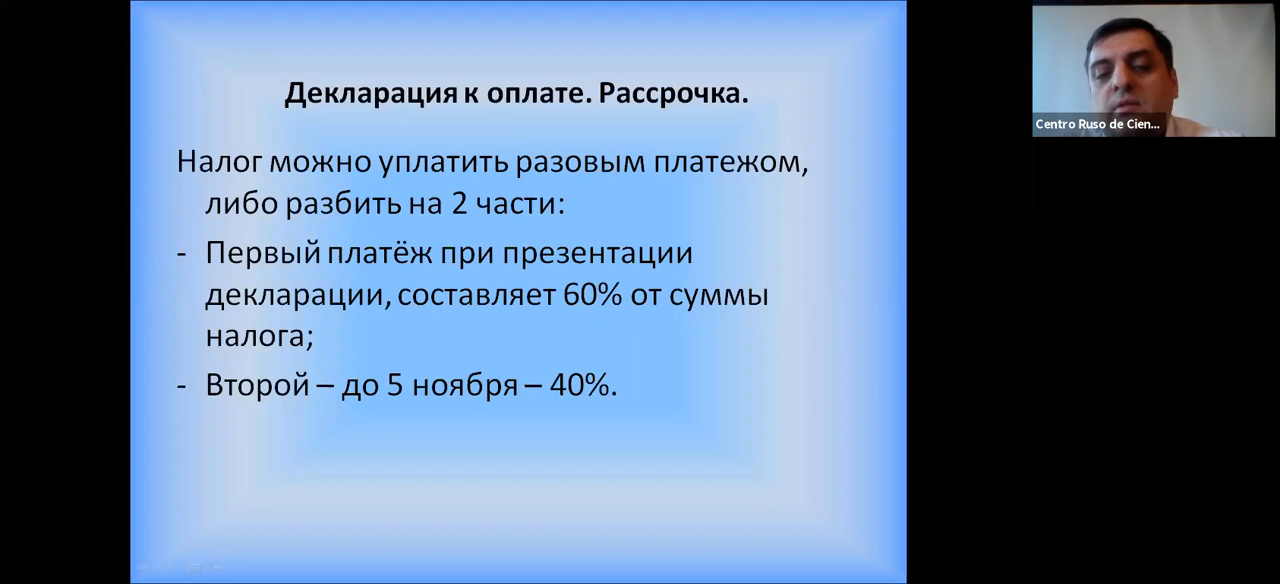 Декларация к оплате. Рассрочка.
Налог можно уплатить разовым платежом,
либо разбить на 2 части:
- Первый платёж при презентации
декларации, составляет 60% от суммы
налога;
- Второй – до 5 ноября – 40%.
Centro Ruso de Cien...